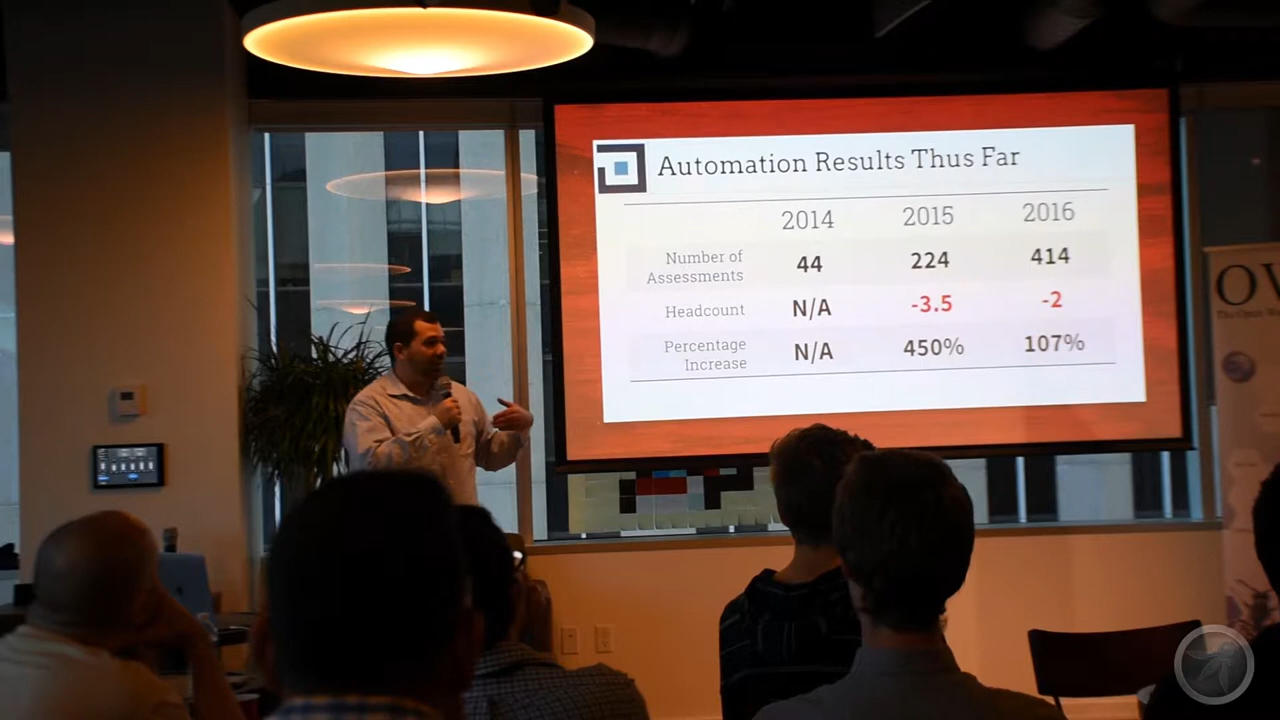 Automation Results Thus Far
2014 2015 2016
Number of
Assessments 44 224 414
Headcount N/A -3.5 -2
Percentage
Increase N/A 450% 107%